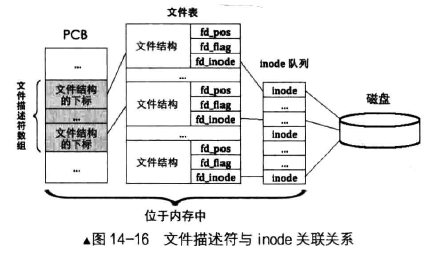 文件表
PCB
...
文件描述符数组
文件结构
的下标
...
文件结构
的下标
...
文件结构
fd_pos
fd_flag
fd_inode
...
文件结构
fd_pos
fd_flag
fd_inode
...
文件结构
fd_pos
fd_flag
fd_inode
inode 队列
inode
...
...
inode
...
inode
磁盘
位于内存中
▲图 14-16 文件描述符与 inode 关联关系